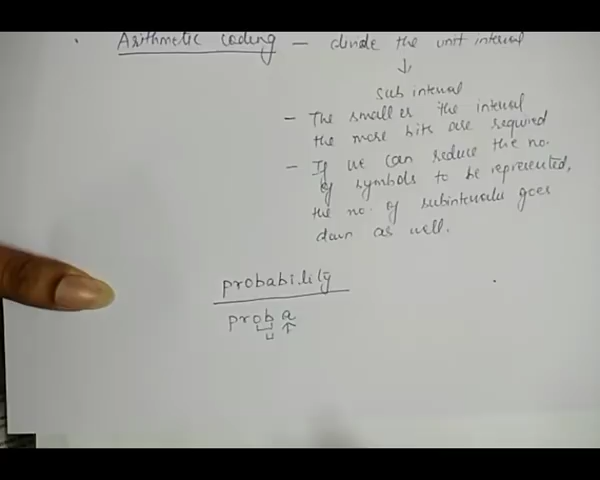 Arithmetic coding — divide the unit interval
↓
sub interval
- The smaller the interval
the more bits are required
- If we can reduce the no.
of symbols to be represented,
the no. of subintervals goes
down as well.
probability
prob a
↑